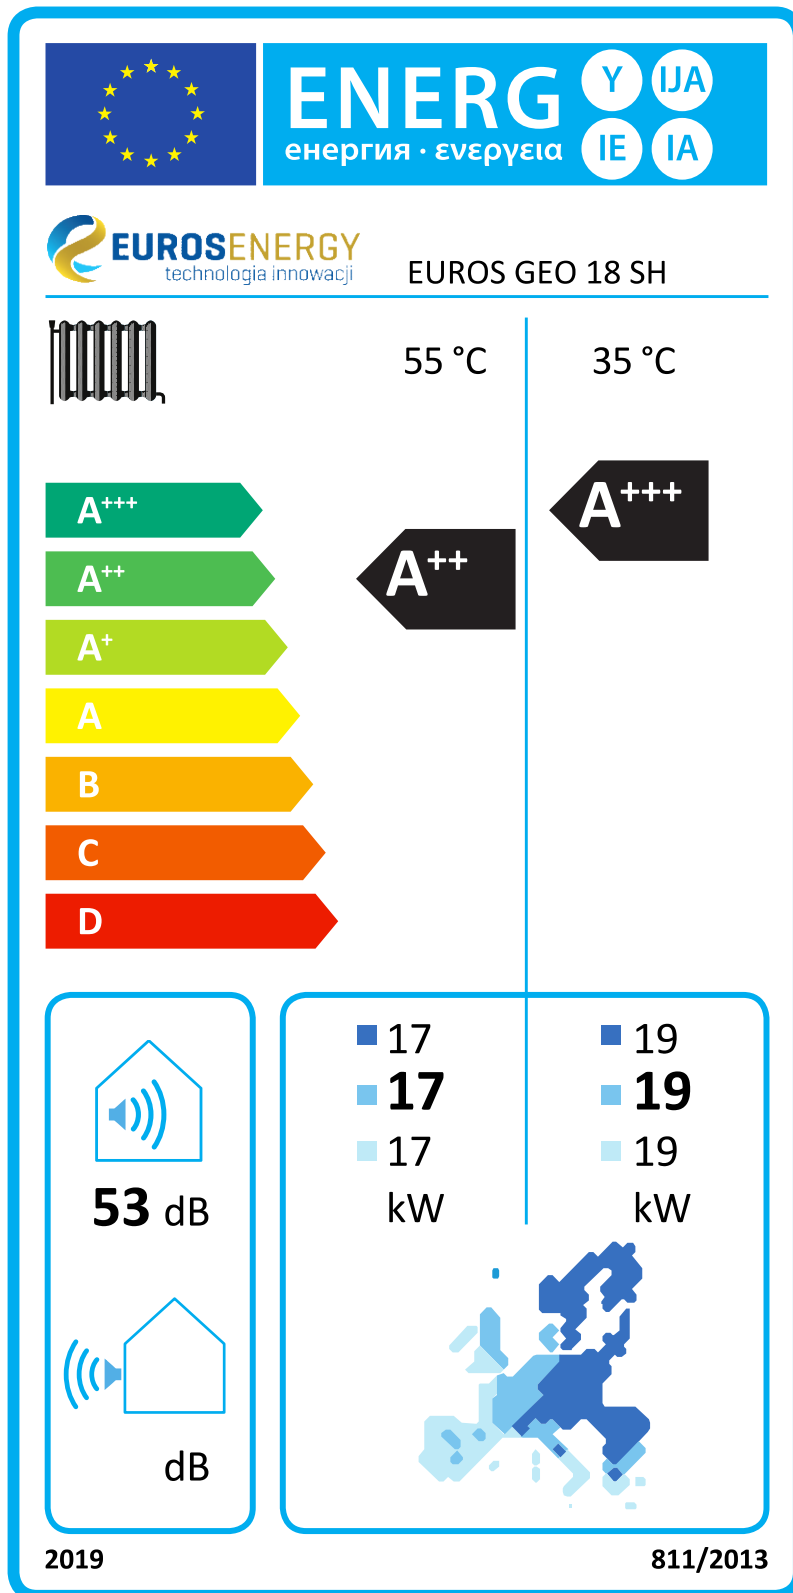 ENERG Y IJA
енергия · ενεργεια IE IA
EUROSENERGY
technologia innowacji
EUROS GEO 18 SH
55 °C 35 °C
A+++
A+++
A++
A++
A+
A
B
C
D
17 19
17 19
17 19
kW kW
53 dB
dB
2019 811/2013